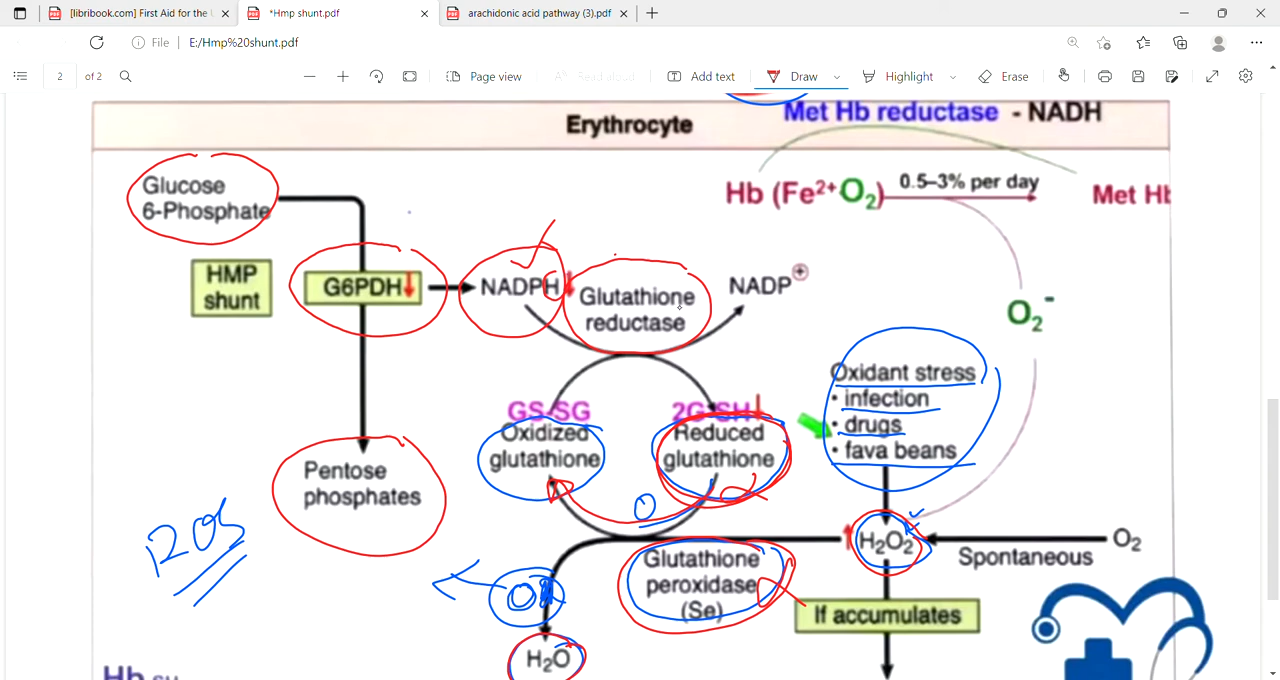 [libribook.com] First Aid for the
*Hmp shunt.pdf
arachidonic acid pathway (3).pdf
File
E:/Hmp%20shunt.pdf
2
of 2
Page view
Read aloud
Add text
Draw
Highlight
Erase
Erythrocyte
Met Hb reductase - NADH
Glucose
6-Phosphate
Hb (Fe2+O2)
0.5–3% per day
Met Hb
HMP
shunt
G6PDH↓
NADPH↓
Glutathione
reductase
NADP+
O2-
GS-SG
Oxidized
glutathione
2G-SH↓
Reduced
glutathione
Oxidant stress
• infection
• drugs
• fava beans
Pentose
phosphates
ROS
↑H2O2
Spontaneous
O2
Glutathione
peroxidase
(Se)
If accumulates
H2O